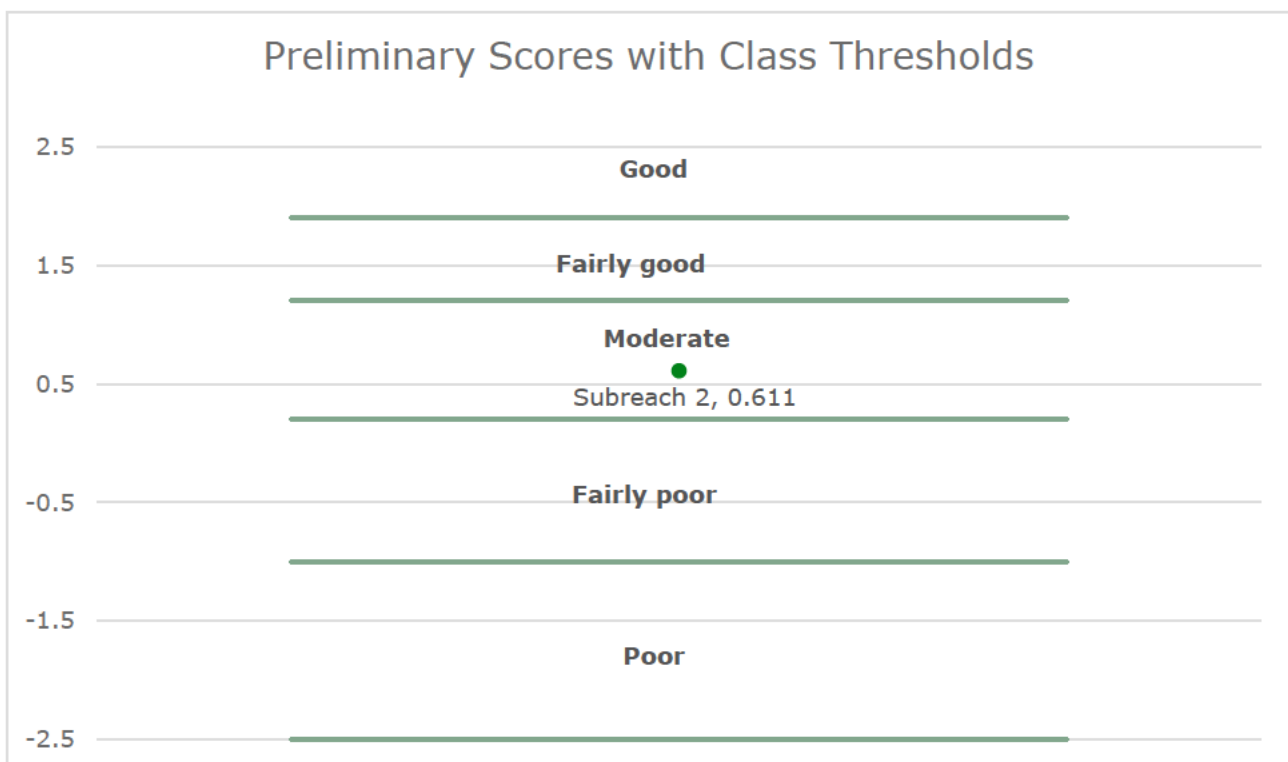 Preliminary Scores with Class Thresholds
2.5
Good
1.5
Fairly good
Moderate
0.5
Subreach 2, 0.611
-0.5
Fairly poor
-1.5
Poor
-2.5